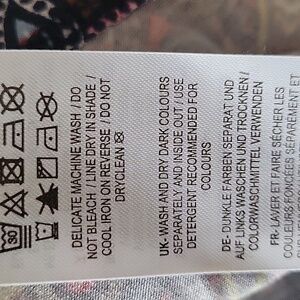 DELICATE MACHINE WASH / DO
NOT BLEACH / LINE DRY IN SHADE /
COOL IRON ON REVERSE / DO NOT
DRYCLEAN
UK-WASH AND DRY DARK COLOURS
SEPARATELY AND INSIDE OUT / USE
DETERGENT RECOMMENDED FOR
COLOURS
DE-DUNKLE FARBEN SEPARAT UND
AUF LINKS WASCHEN UND TROCKNEN /
COLORWASCHMITTEL VERWENDEN
FR-LAVER ET FAIRE SÉCHER LES
COULEURS FONCÉES SÉPARÉMENT